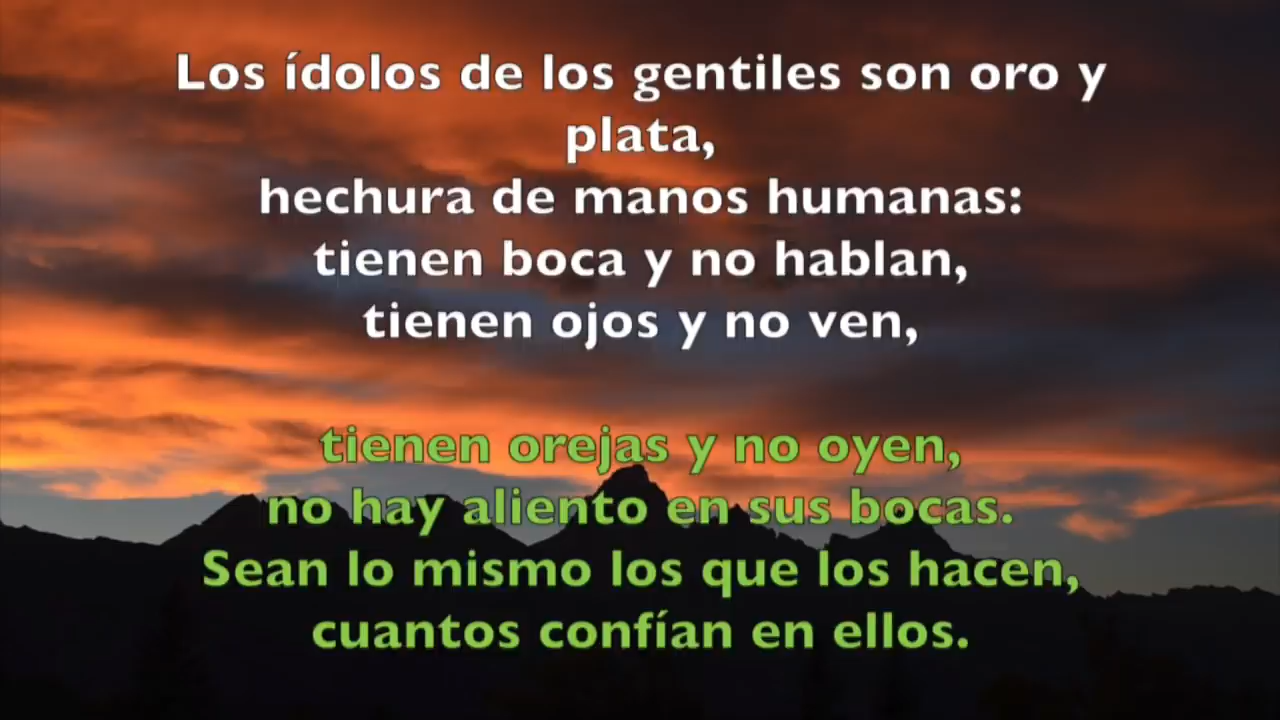 Los ídolos de los gentiles son oro y
plata,
hechura de manos humanas:
tienen boca y no hablan,
tienen ojos y no ven,
tienen orejas y no oyen,
no hay aliento en sus bocas.
Sean lo mismo los que los hacen,
cuantos confían en ellos.